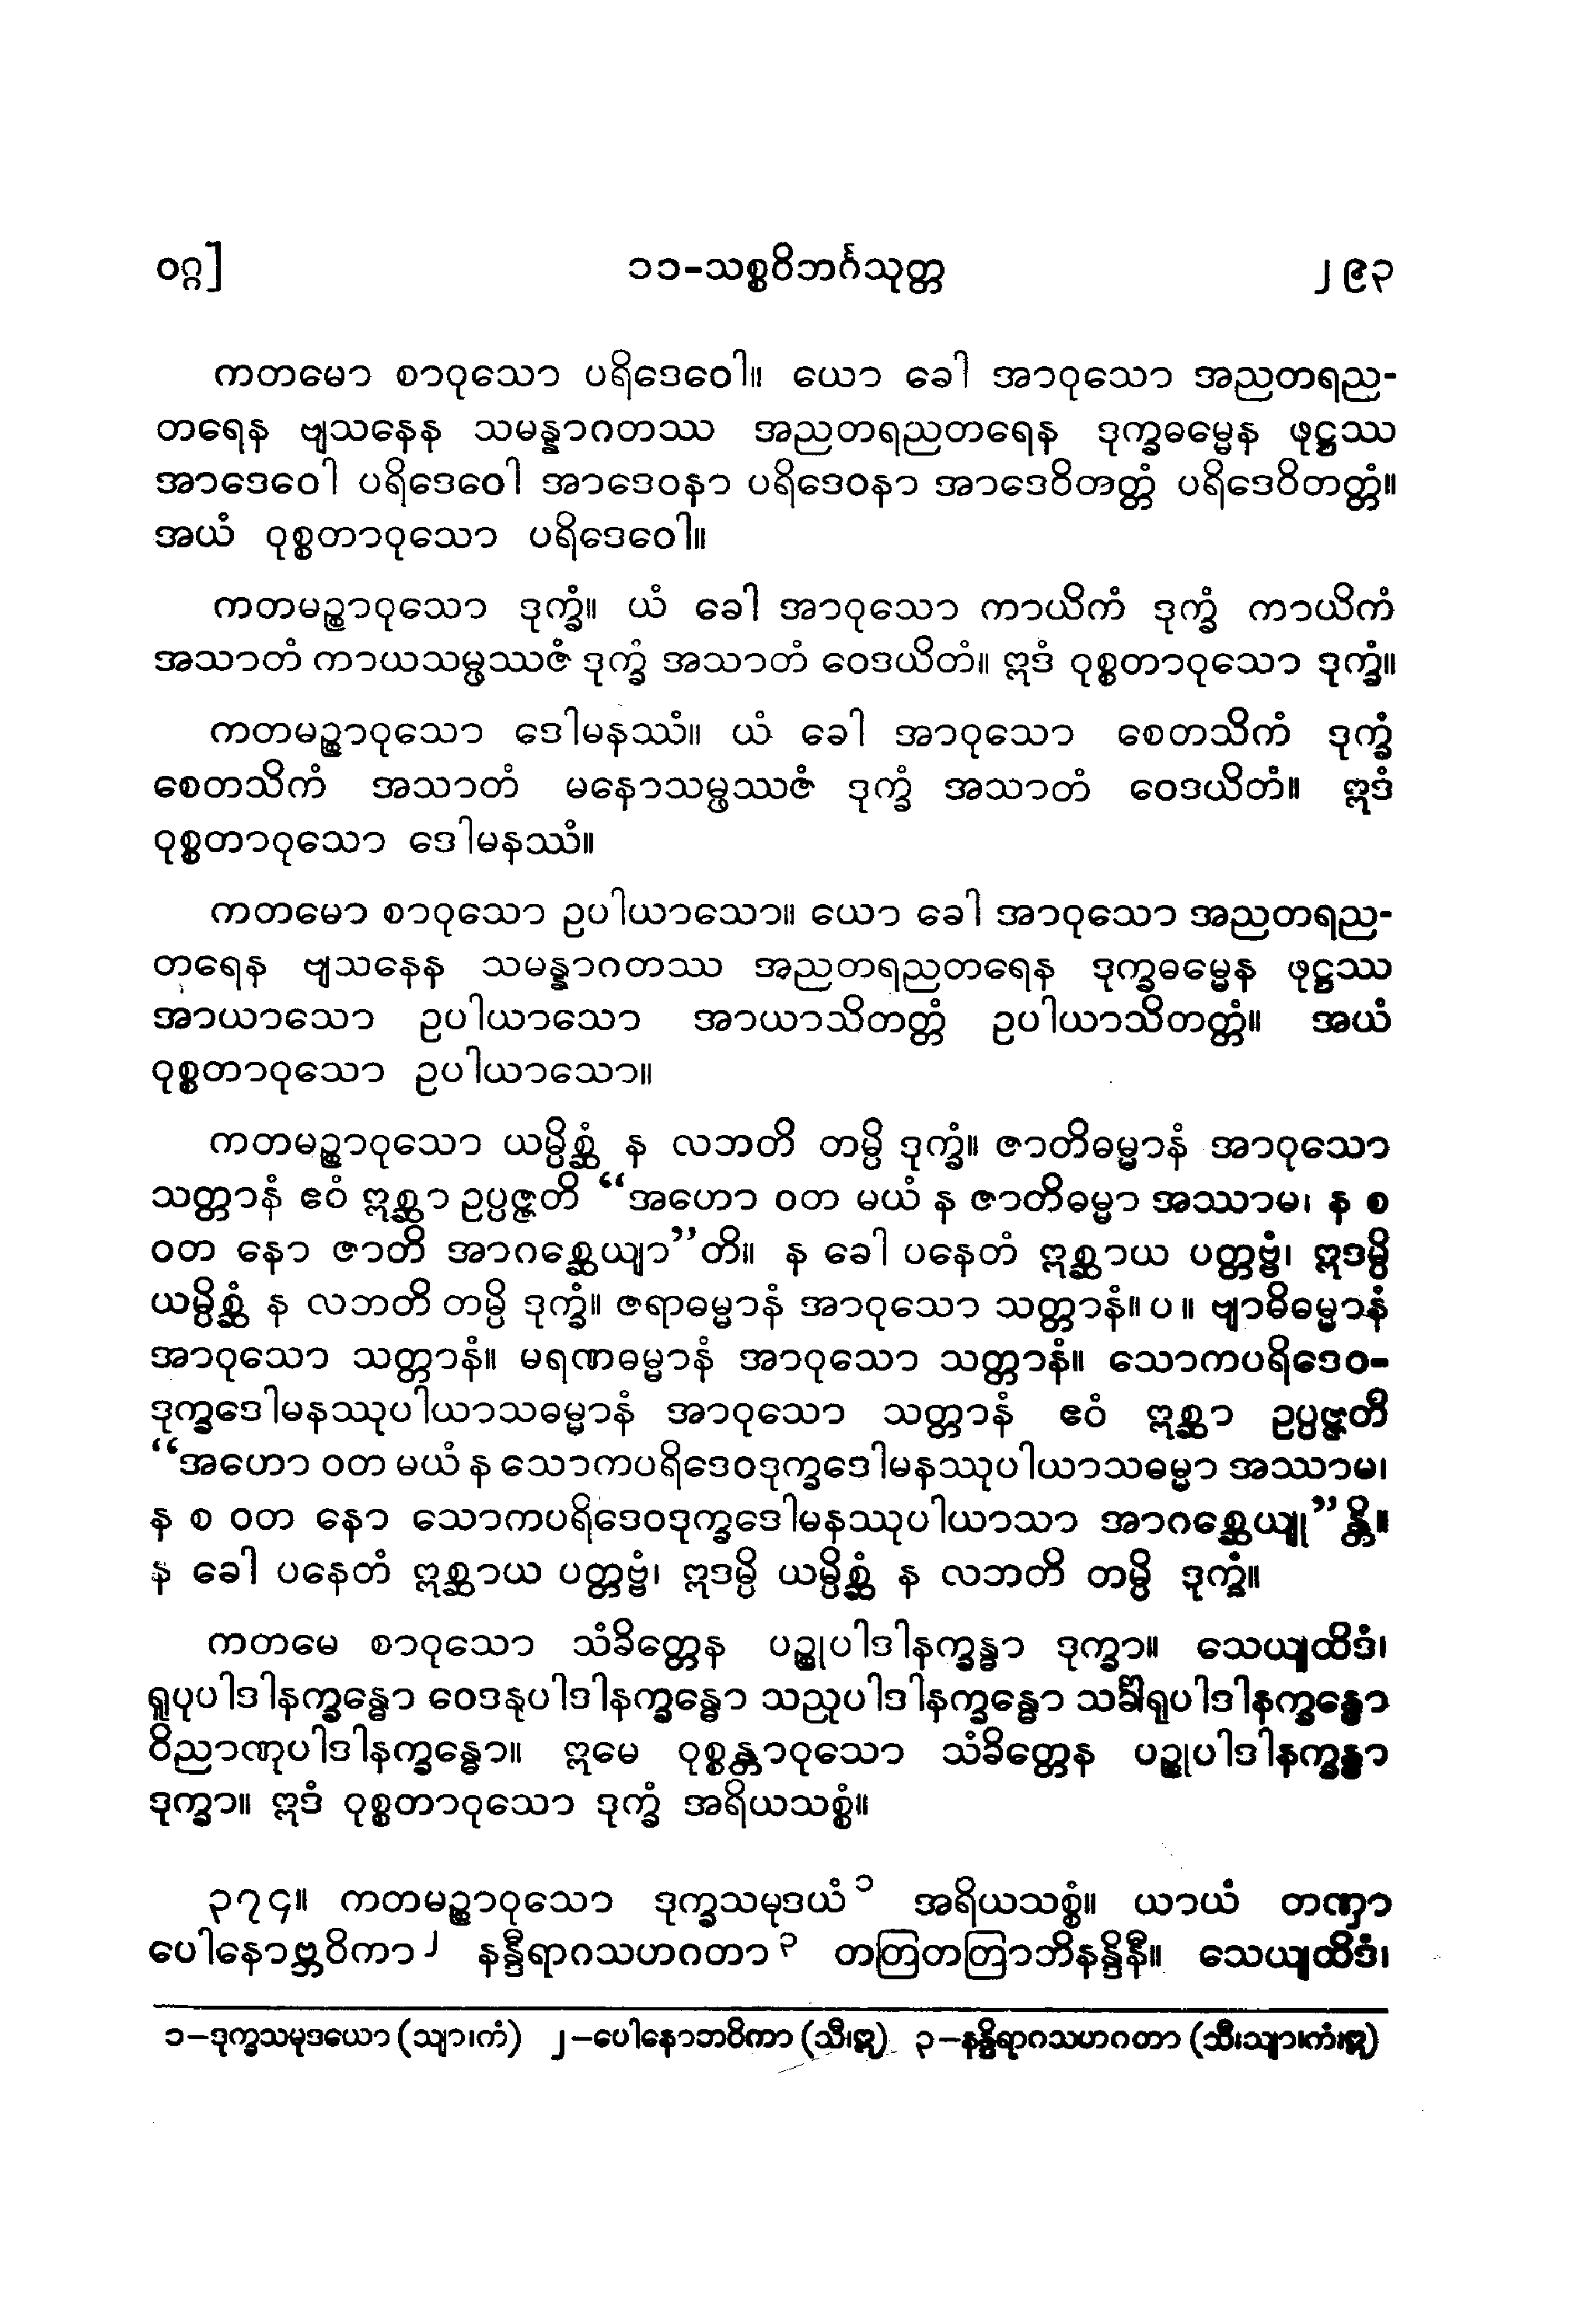 ဝဂ္ဂ]
၁၁-သစ္စဝိဘင်္ဂသုတ္တ
၂၉၃
ကတမော စာဝုသော ပရိဒေဝေါ။ ယော ခေါ အာဝုသော အညတရည-
တရေန ဗျသနေန သမန္နာဂတဿ အညတရညတရေန ဒုက္ခဓမ္မေန ဖုဋ္ဌဿ
အာဒေဝေါ ပရိဒေဝေါ အာဒေဝနာ ပရိဒေဝနာ အာဒေဝိတတ္တံ ပရိဒေဝိတတ္တံ။
အယံ ဝုစ္စတာဝုသော ပရိဒေဝေါ။
ကတမဉ္စာဝုသော ဒုက္ခံ။ ယံ ခေါ အာဝုသော ကာယိကံ ဒုက္ခံ ကာယိကံ
အသာတံ ကာယသမ္ဖဿဇံ ဒုက္ခံ အသာတံ ဝေဒယိတံ။ ဣဒံ ဝုစ္စတာဝုသော ဒုက္ခံ။
ကတမဉ္စာဝုသော ဒေါမနဿံ။ ယံ ခေါ အာဝုသော စေတသိကံ ဒုက္ခံ
စေတသိကံ အသာတံ မနောသမ္ဖဿဇံ ဒုက္ခံ အသာတံ ဝေဒယိတံ။ ဣဒံ
ဝုစ္စတာဝုသော ဒေါမနဿံ။
ကတမော စာဝုသော ဥပါယာသော။ ယော ခေါ အာဝုသော အညတရည-
တရေန ဗျသနေန သမန္နာဂတဿ အညတရညတရေန ဒုက္ခဓမ္မေန ဖုဋ္ဌဿ
အာယာသော ဥပါယာသော အာယာသိတတ္တံ ဥပါယာသိတတ္တံ။ အယံ
ဝုစ္စတာဝုသော ဥပါယာသော။
ကတမဉ္စာဝုသော ယမ္ပိစ္ဆံ န လဘတိ တမ္ပိ ဒုက္ခံ။ ဇာတိဓမ္မာနံ အာဝုသော
သတ္တာနံ ဧဝံ ဣစ္ဆာ ဥပ္ပဇ္ဇတိ “အဟော ဝတ မယံ န ဇာတိဓမ္မာ အဿာမ၊ န စ
ဝတ နော ဇာတိ အာဂစ္ဆေယျာ”တိ။ န ခေါ ပနေတံ ဣစ္ဆာယ ပတ္တဗ္ဗံ၊ ဣဒမ္ပိ
ယမ္ပိစ္ဆံ န လဘတိ တမ္ပိ ဒုက္ခံ။ ဇရာဓမ္မာနံ အာဝုသော သတ္တာနံ။ ပ ။ ဗျာဓိဓမ္မာနံ
အာဝုသော သတ္တာနံ။ မရဏဓမ္မာနံ အာဝုသော သတ္တာနံ။ သောကပရိဒေဝ-
ဒုက္ခဒေါမနဿုပါယာသဓမ္မာနံ အာဝုသော သတ္တာနံ ဧဝံ ဣစ္ဆာ ဥပ္ပဇ္ဇတိ
“အဟော ဝတ မယံ န သောကပရိဒေဝဒုက္ခဒေါမနဿုပါယာသဓမ္မာ အဿာမ၊
န စ ဝတ နော သောကပရိဒေဝဒုက္ခဒေါမနဿုပါယာသာ အာဂစ္ဆေယျု”န္တိ။
န ခေါ ပနေတံ ဣစ္ဆာယ ပတ္တဗ္ဗံ၊ ဣဒမ္ပိ ယမ္ပိစ္ဆံ န လဘတိ တမ္ပိ ဒုက္ခံ။
ကတမေ စာဝုသော သံခိတ္တေန ပဉ္စုပါဒါနက္ခန္ဓာ ဒုက္ခာ။ သေယျထိဒံ၊
ရူပုပါဒါနက္ခန္ဓော ဝေဒနုပါဒါနက္ခန္ဓော သညုပါဒါနက္ခန္ဓော သင်္ခါရုပါဒါနက္ခန္ဓော
ဝိညာဏုပါဒါနက္ခန္ဓော။ ဣမေ ဝုစ္စန္တာဝုသော သံခိတ္တေန ပဉ္စုပါဒါနက္ခန္ဓာ
ဒုက္ခာ။ ဣဒံ ဝုစ္စတာဝုသော ဒုက္ခံ အရိယသစ္စံ။
၃၇၄။ ကတမဉ္စာဝုသော ဒုက္ခသမုဒယံ၁ အရိယသစ္စံ။ ယာယံ တဏှာ
ပေါနောဗ္ဘဝိကာ၂ နန္ဒီရာဂသဟဂတာ၃ တတြတတြာဘိနန္ဒိနီ။ သေယျထိဒံ၊
၁-ဒုက္ခသမုဒယော (သျာ၊ကံ) ၂-ပေါနောဘဝိကာ (သီ၊ဣ) ၃-နန္ဒိရာဂသဟဂတာ (သီ၊သျာ၊ကံ၊ဣ)